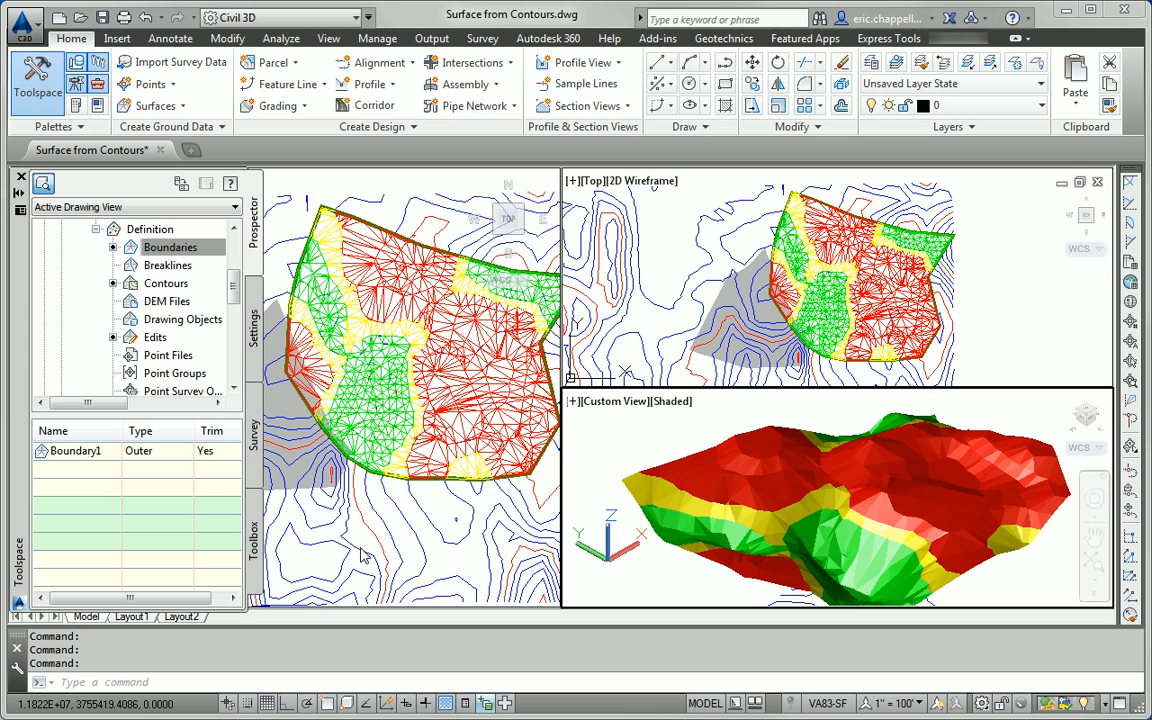 Civil 3D
Surface from Contours.dwg
Type a keyword or phrase
eric.chappell...
C3D
Home Insert Annotate Modify Analyze View Manage Output Survey Autodesk 360 Help Add-ins Geotechnics Featured Apps Express Tools
Toolspace
Import Survey Data
Points
Surfaces
Parcel
Feature Line
Grading
Alignment
Profile
Corridor
Intersections
Assembly
Pipe Network
Profile View
Sample Lines
Section Views
Unsaved Layer State
0
Paste
Palettes Create Ground Data Create Design Profile & Section Views Draw Modify Layers Clipboard
Surface from Contours*
Active Drawing View
Definition
Boundaries
Breaklines
Contours
DEM Files
Drawing Objects
Edits
Point Files
Point Groups
Point Survey Q...
Name Type Trim
Boundary1 Outer Yes
Prospector
Settings
Survey
Toolbox
Toolspace
N
W
TOP
E
S
WCS
[+][Top][2D Wireframe]
WCS
Y
X
[+][Custom View][Shaded]
WCS
Z
Y
X
Model Layout1 Layout2
Command:
Command:
Command:
Type a command
1.1822E+07, 3755419.4086, 0.0000
MODEL
VA83-SF
1" = 100'